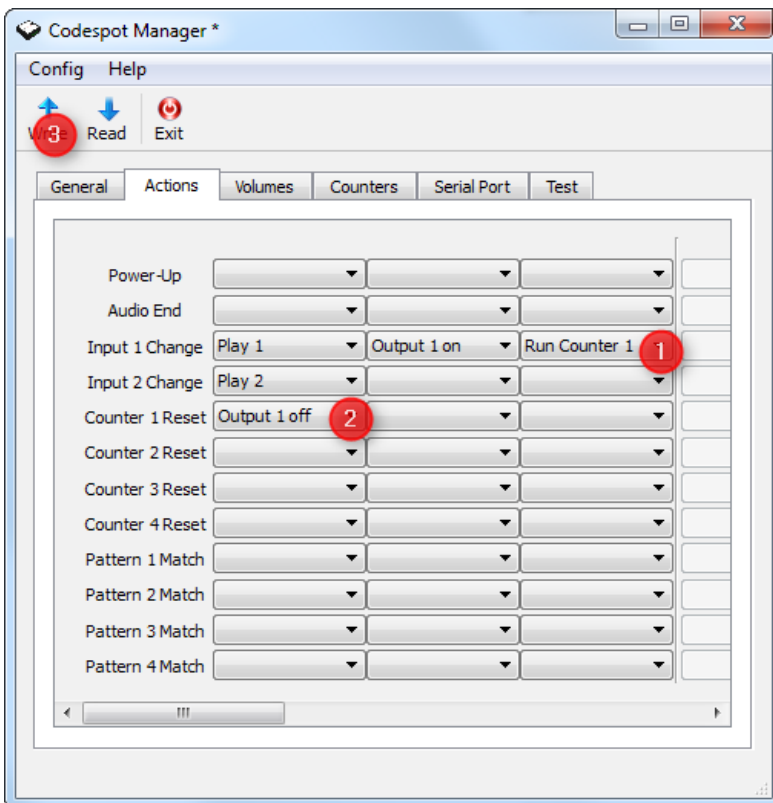 Codespot Manager *
Config Help
Read Exit
3
General Actions Volumes Counters Serial Port Test
Power-Up
Audio End
Input 1 Change Play 1 Output 1 on Run Counter 1 1
Input 2 Change Play 2
Counter 1 Reset Output 1 off 2
Counter 2 Reset
Counter 3 Reset
Counter 4 Reset
Pattern 1 Match
Pattern 2 Match
Pattern 3 Match
Pattern 4 Match